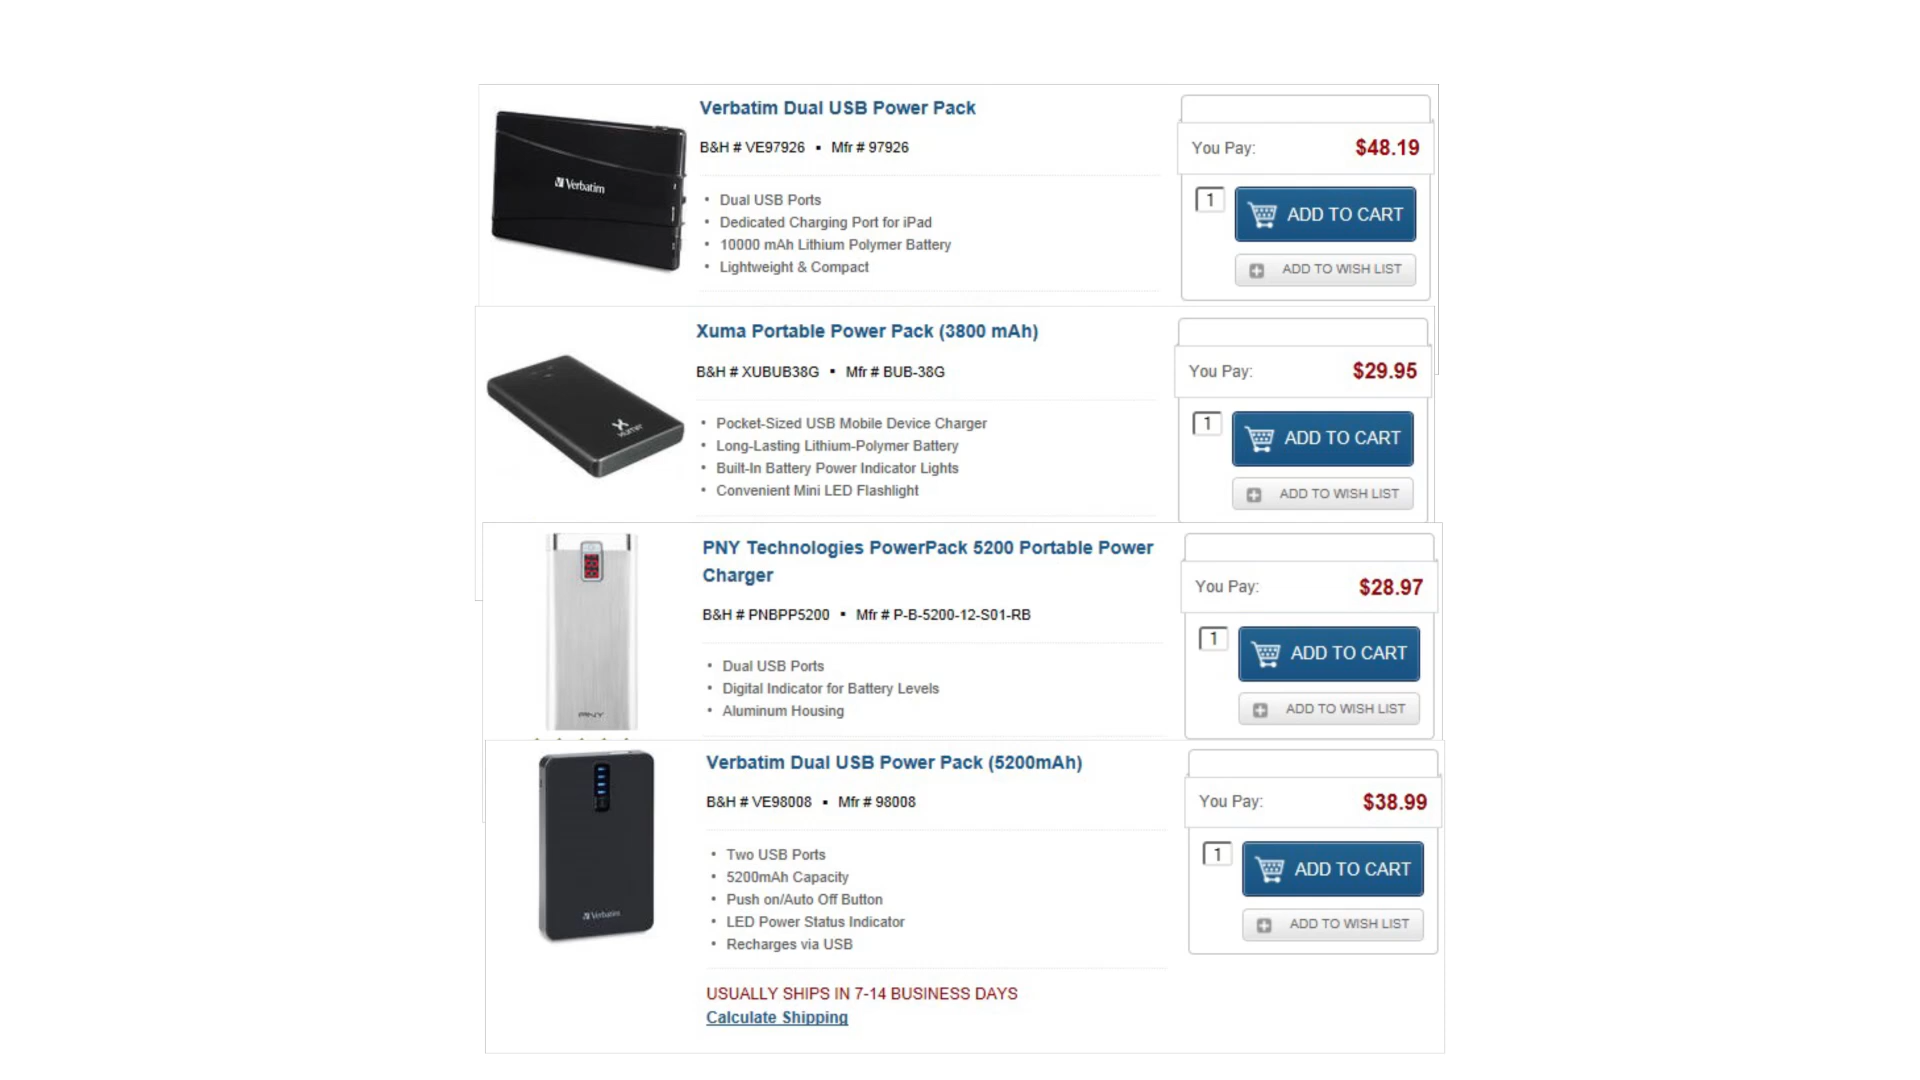 Verbatim Dual USB Power Pack
B&H # VE97926 ▪ Mfr # 97926
You Pay: $48.19
Verbatim
• Dual USB Ports
• Dedicated Charging Port for iPad
• 10000 mAh Lithium Polymer Battery
• Lightweight & Compact
1 ADD TO CART
ADD TO WISH LIST
Xuma Portable Power Pack (3800 mAh)
B&H # XUBUB38G ▪ Mfr # BUB-38G
You Pay: $29.95
XUMA
• Pocket-Sized USB Mobile Device Charger
• Long-Lasting Lithium-Polymer Battery
• Built-In Battery Power Indicator Lights
• Convenient Mini LED Flashlight
1 ADD TO CART
ADD TO WISH LIST
PNY Technologies PowerPack 5200 Portable Power
Charger
B&H # PNBPP5200 ▪ Mfr # P-B-5200-12-S01-RB
You Pay: $28.97
• Dual USB Ports
• Digital Indicator for Battery Levels
• Aluminum Housing
PNY
1 ADD TO CART
ADD TO WISH LIST
Verbatim Dual USB Power Pack (5200mAh)
B&H # VE98008 ▪ Mfr # 98008
You Pay: $38.99
• Two USB Ports
• 5200mAh Capacity
• Push on/Auto Off Button
• LED Power Status Indicator
• Recharges via USB
Verbatim
1 ADD TO CART
ADD TO WISH LIST
USUALLY SHIPS IN 7-14 BUSINESS DAYS
Calculate Shipping